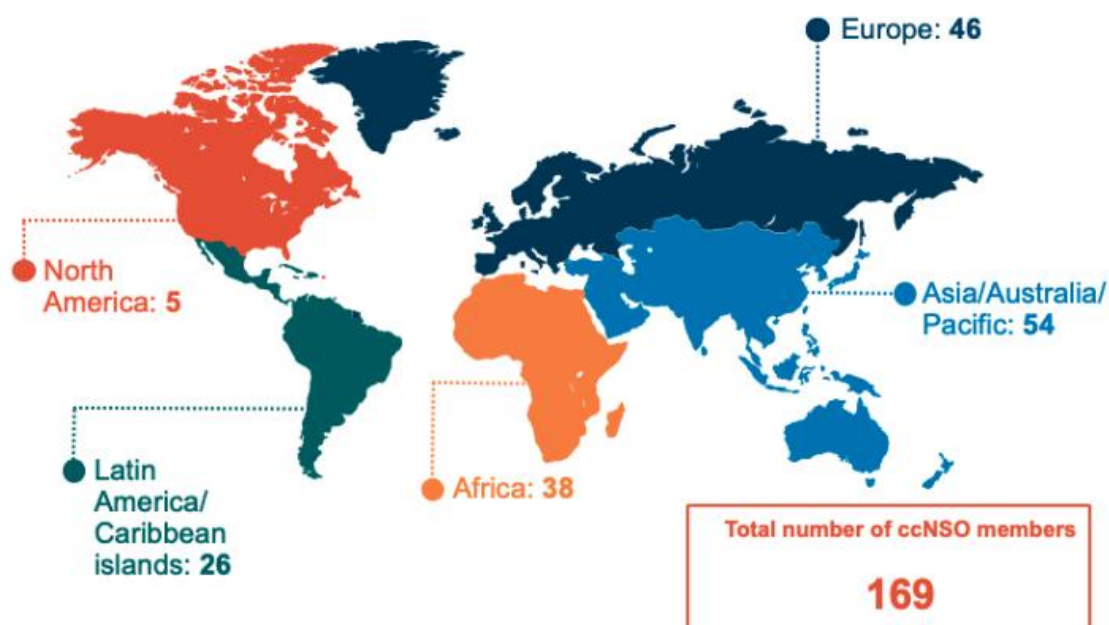 Europe: 46
North
America: 5
Asia/Australia/
Pacific: 54
Latin
America/
Caribbean
islands: 26
Africa: 38
Total number of ccNSO members
169